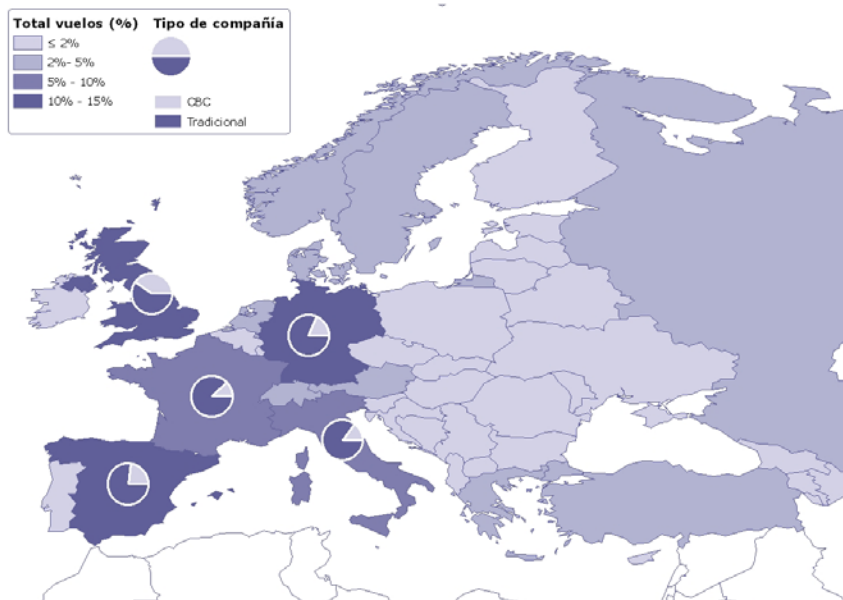 Total vuelos (%)
≤ 2%
2%- 5%
5% - 10%
10% - 15%
Tipo de compañía
CBC
Tradicional